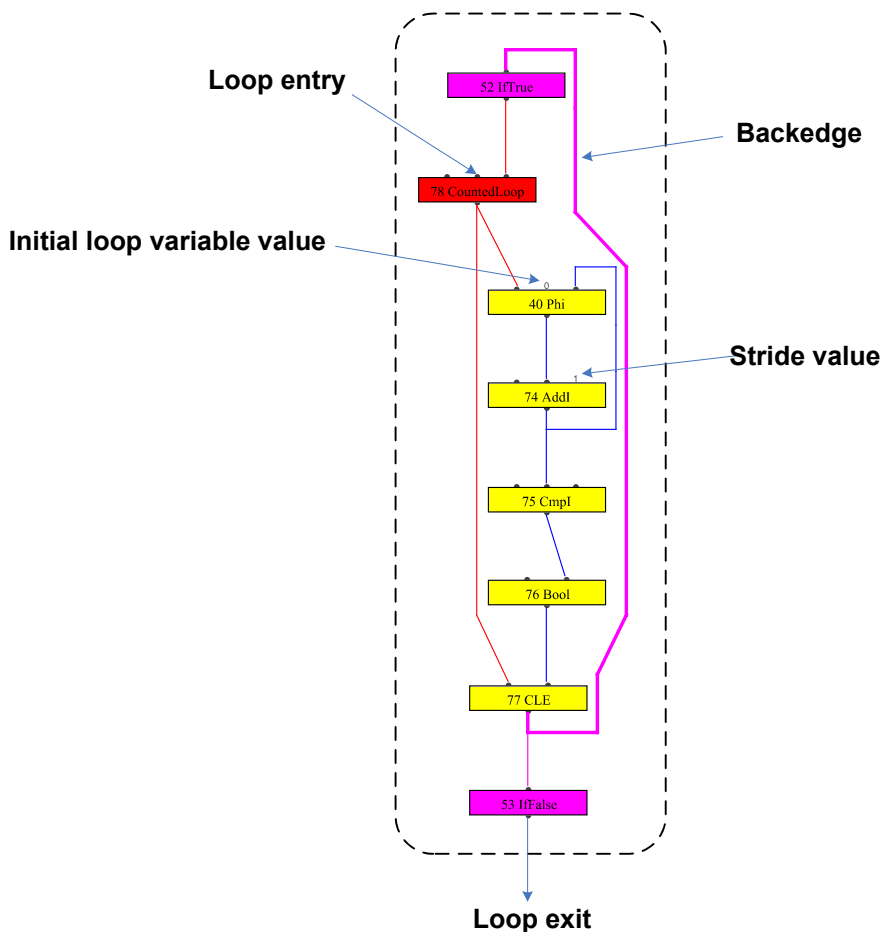 52 IfTrue
Loop entry
Backedge
78 CountedLoop
Initial loop variable value
0
40 Phi
Stride value
1
74 AddI
75 CmpI
76 Bool
77 CLE
53 IfFalse
Loop exit